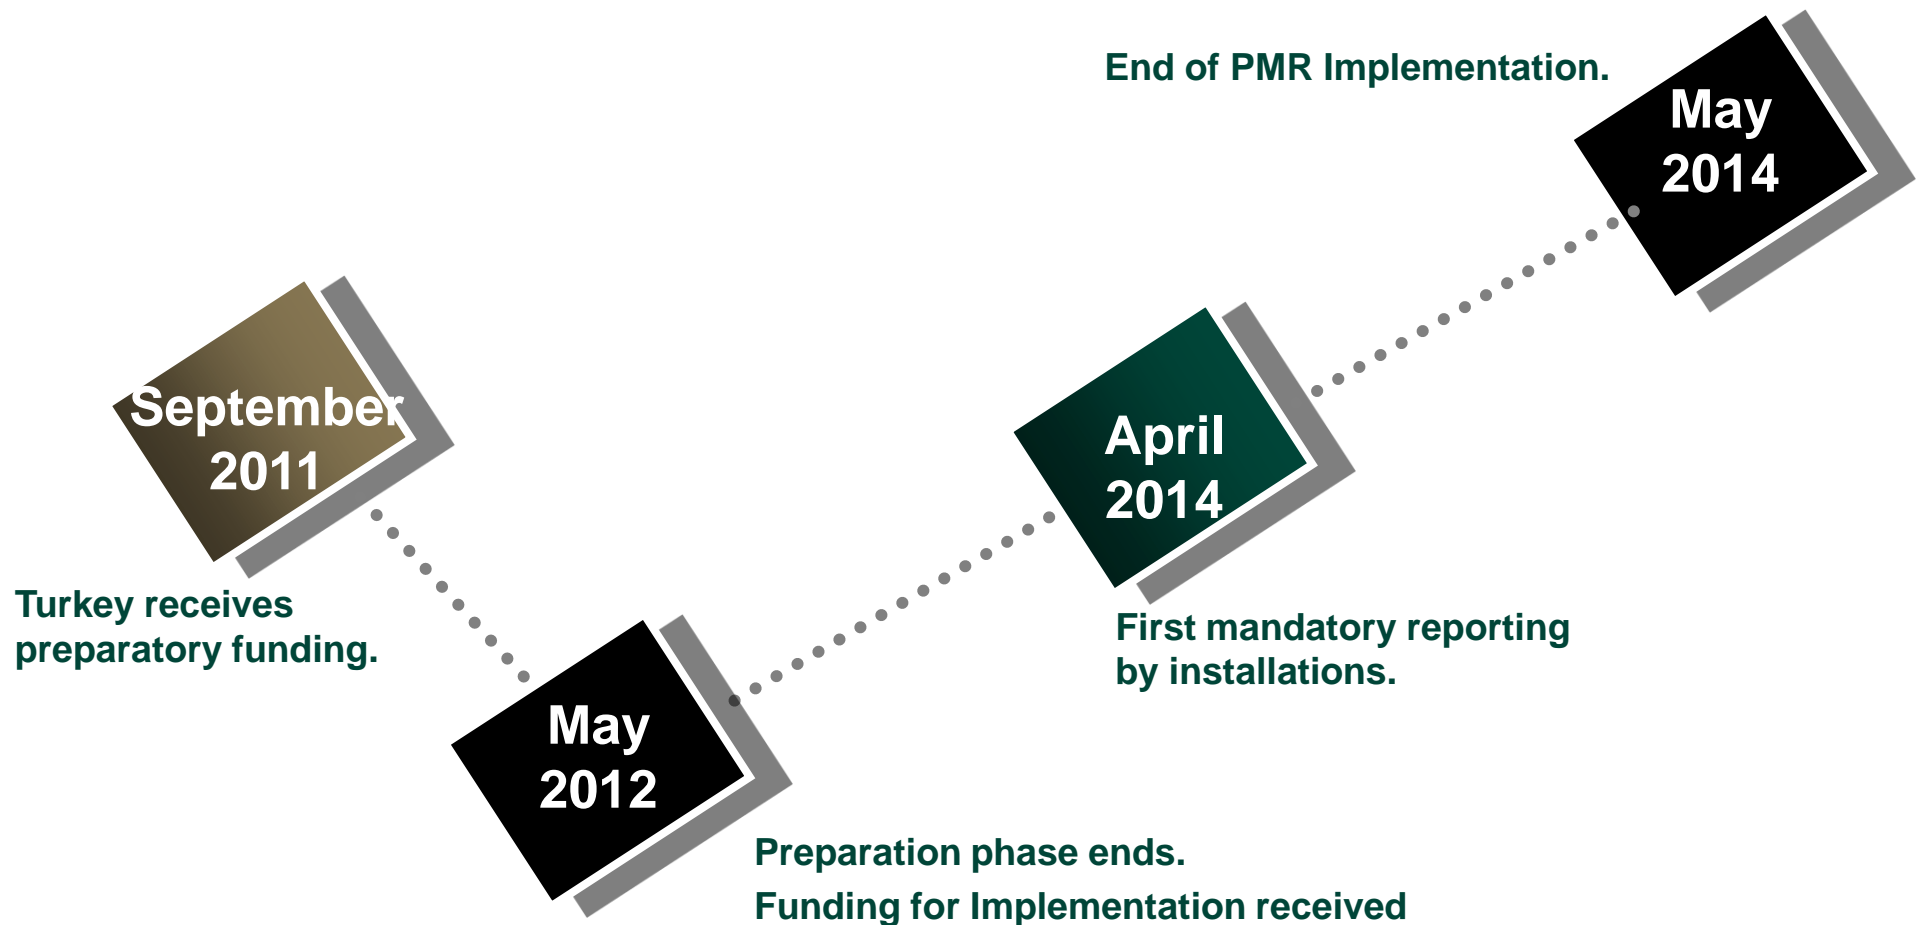 End of PMR Implementation.
May
2014
September
2011
Turkey receives
preparatory funding.
April
2014
First mandatory reporting
by installations.
May
2012
Preparation phase ends.
Funding for Implementation received